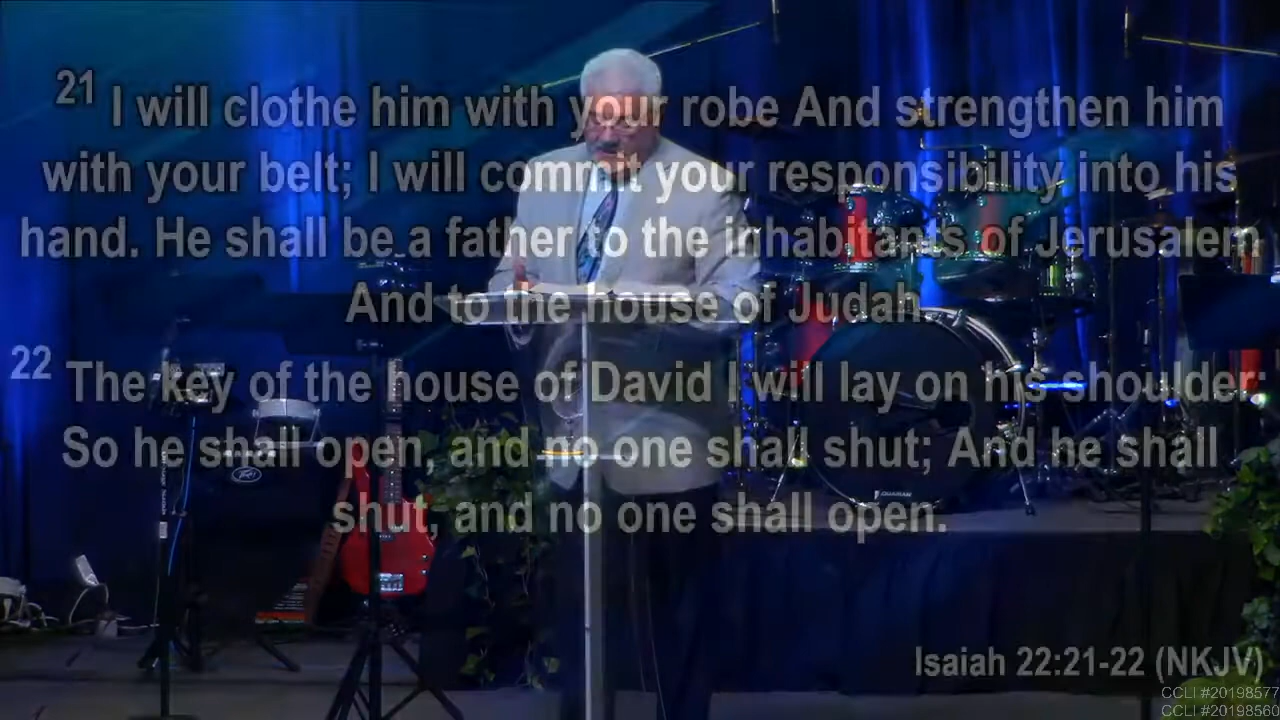 21 I will clothe him with your robe And strengthen him
with your belt; I will commit your responsibility into his
hand. He shall be a father to the inhabitants of Jerusalem
And to the house of Judah.
22 The key of the house of David I will lay on his shoulder;
So he shall open, and no one shall shut; And he shall
shut, and no one shall open.
Isaiah 22:21-22 (NKJV)
CCLI #20198577
CCLI #20198560